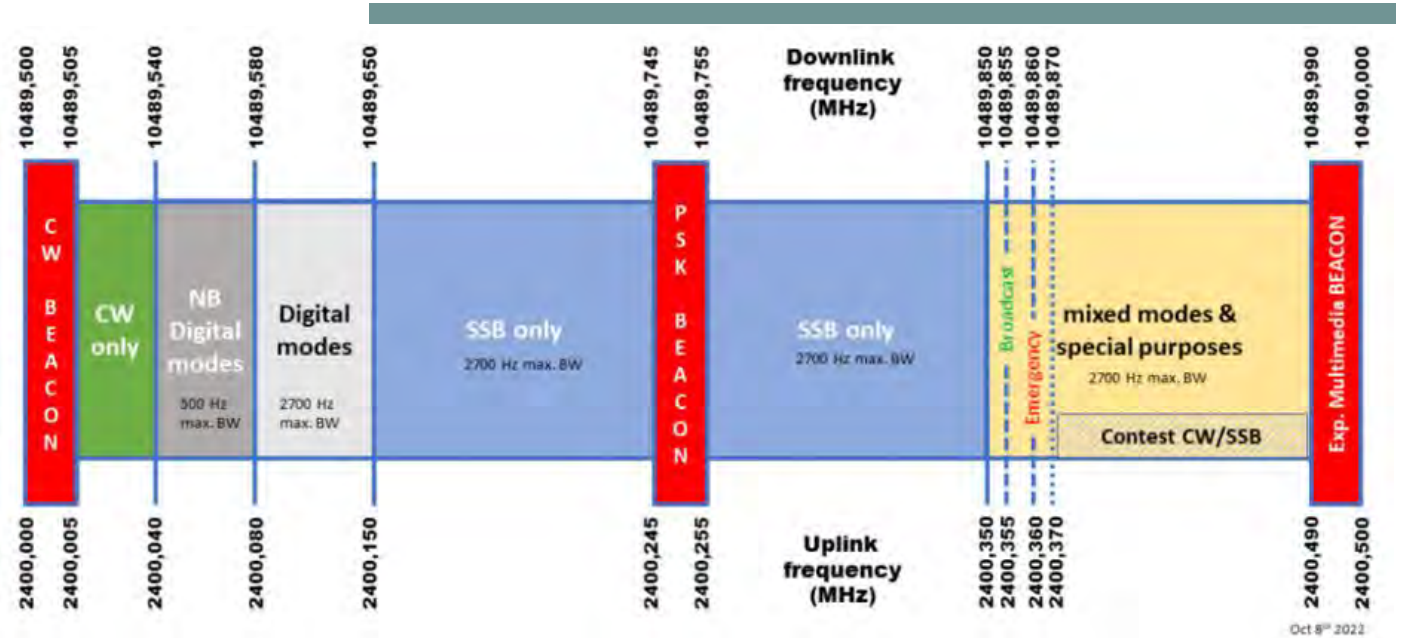 10489,500
10489,505
10489,540
10489,580
10489,650
10489,745
10489,755
Downlink
frequency
(MHz)
10489,850
10489,855
10489,860
10489,870
10489,990
10490,000
CW BEACON
CW
only
NB
Digital
modes
500 Hz
max. BW
Digital
modes
2700 Hz
max. BW
SSB only
2700 Hz max. BW
PSK BEACON
SSB only
2700 Hz max. BW
Broadcast
Emergency
mixed modes &
special purposes
2700 Hz max. BW
Contest CW/SSB
Exp. Multimedia BEACON
2400,000
2400,005
2400,040
2400,080
2400,150
2400,245
2400,255
Uplink
frequency
(MHz)
2400,350
2400,355
2400,360
2400,370
2400,490
2400,500
Oct 8th 2022